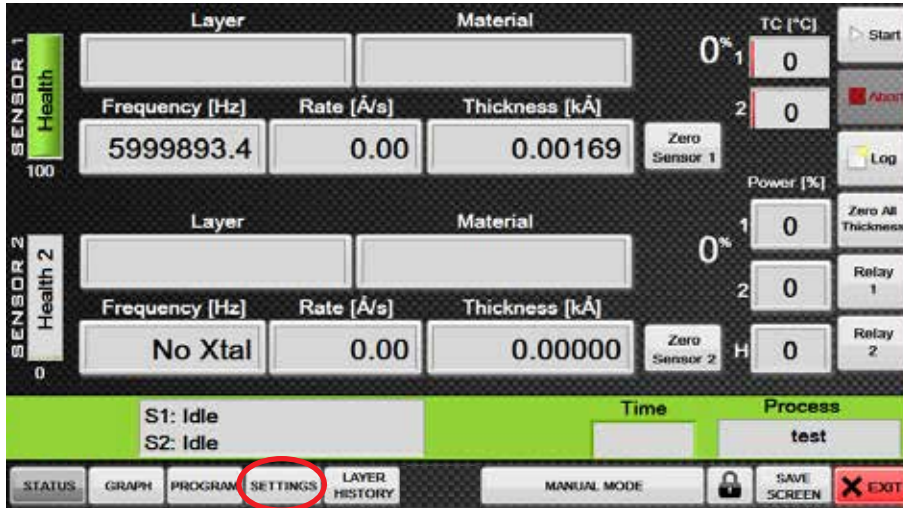 Layer Material TC [°C] Start
SENSOR 1
Health
100
0% 1 0
Abort
Frequency [Hz] Rate [Å/s] Thickness [kÅ] 2 0
5999893.4 0.00 0.00169 Zero Sensor 1 Log
Power [%]
Layer Material 1 0 Zero All Thickness
SENSOR 2
Health 2
0
0%
Frequency [Hz] Rate [Å/s] Thickness [kÅ] 2 0 Relay 1
No Xtal 0.00 0.00000 Zero Sensor 2 H 0 Relay 2
S1: Idle
S2: Idle
Time
Process
test
STATUS GRAPH PROGRAM SETTINGS LAYER HISTORY MANUAL MODE SAVE SCREEN EXIT